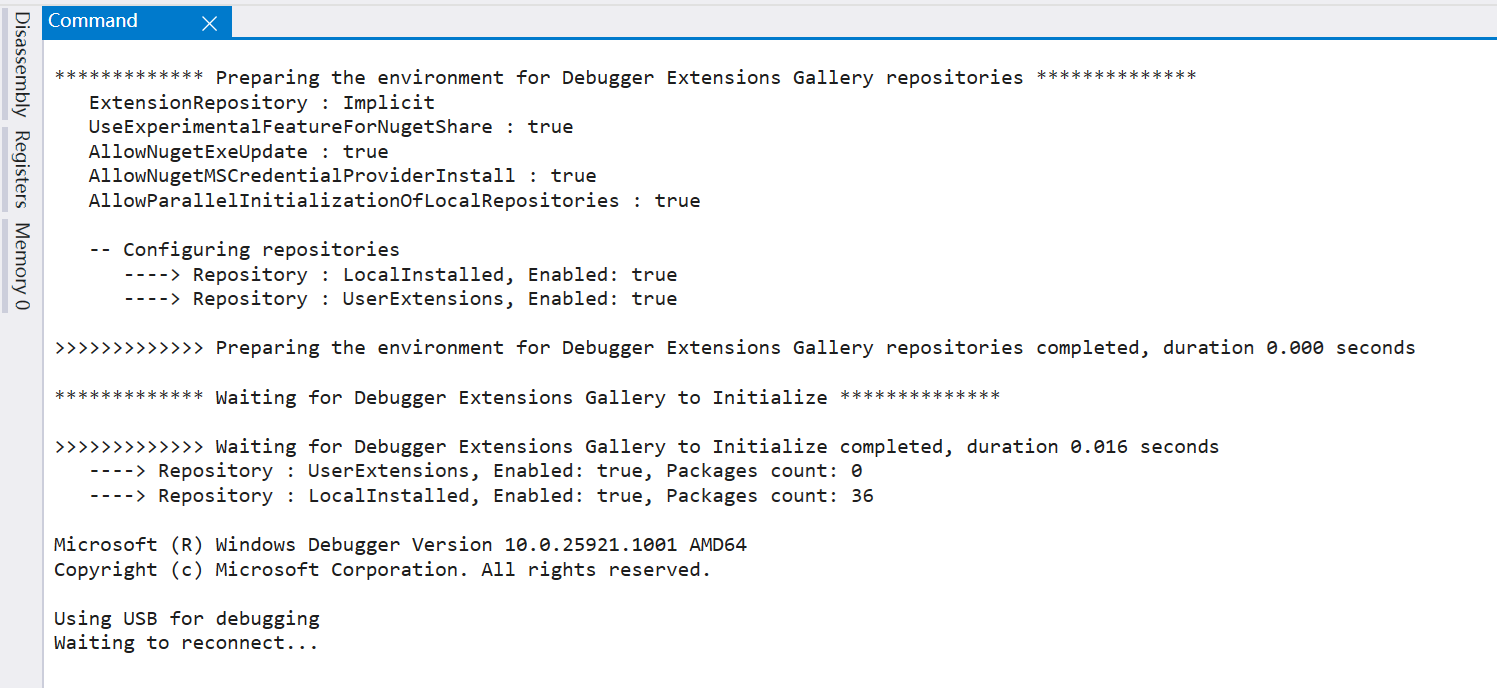 Command
Disassembly
Registers
Memory 0
************* Preparing the environment for Debugger Extensions Gallery repositories **************
   ExtensionRepository : Implicit
   UseExperimentalFeatureForNugetShare : true
   AllowNugetExeUpdate : true
   AllowNugetMSCredentialProviderInstall : true
   AllowParallelInitializationOfLocalRepositories : true
   -- Configuring repositories
      ----> Repository : LocalInstalled, Enabled: true
      ----> Repository : UserExtensions, Enabled: true
>>>>>>>>>>>>> Preparing the environment for Debugger Extensions Gallery repositories completed, duration 0.000 seconds
************* Waiting for Debugger Extensions Gallery to Initialize **************
>>>>>>>>>>>>> Waiting for Debugger Extensions Gallery to Initialize completed, duration 0.016 seconds
   ----> Repository : UserExtensions, Enabled: true, Packages count: 0
   ----> Repository : LocalInstalled, Enabled: true, Packages count: 36
Microsoft (R) Windows Debugger Version 10.0.25921.1001 AMD64
Copyright (c) Microsoft Corporation. All rights reserved.
Using USB for debugging
Waiting to reconnect...